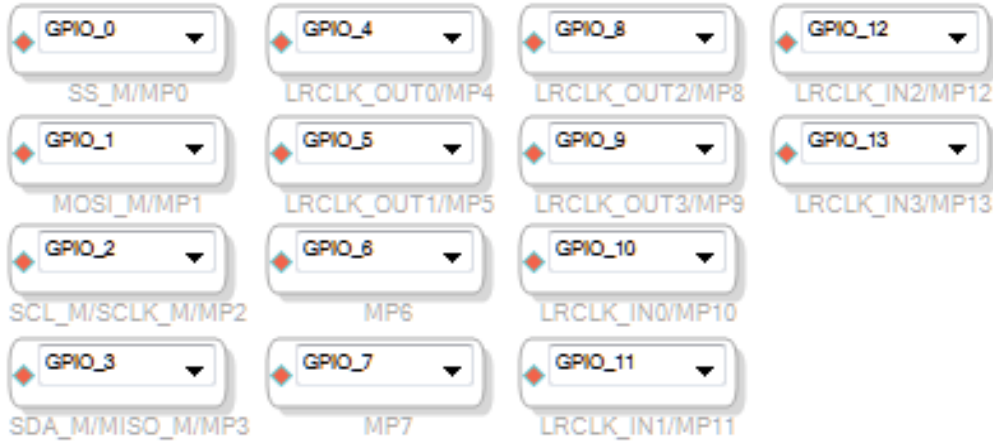 GPIO_0 GPIO_4 GPIO_8 GPIO_12
SS_M/MP0 LRCLK_OUT0/MP4 LRCLK_OUT2/MP8 LRCLK_IN2/MP12
GPIO_1 GPIO_5 GPIO_9 GPIO_13
MOSI_M/MP1 LRCLK_OUT1/MP5 LRCLK_OUT3/MP9 LRCLK_IN3/MP13
GPIO_2 GPIO_6 GPIO_10
SCL_M/SCLK_M/MP2 MP6 LRCLK_IN0/MP10
GPIO_3 GPIO_7 GPIO_11
SDA_M/MISO_M/MP3 MP7 LRCLK_IN1/MP11